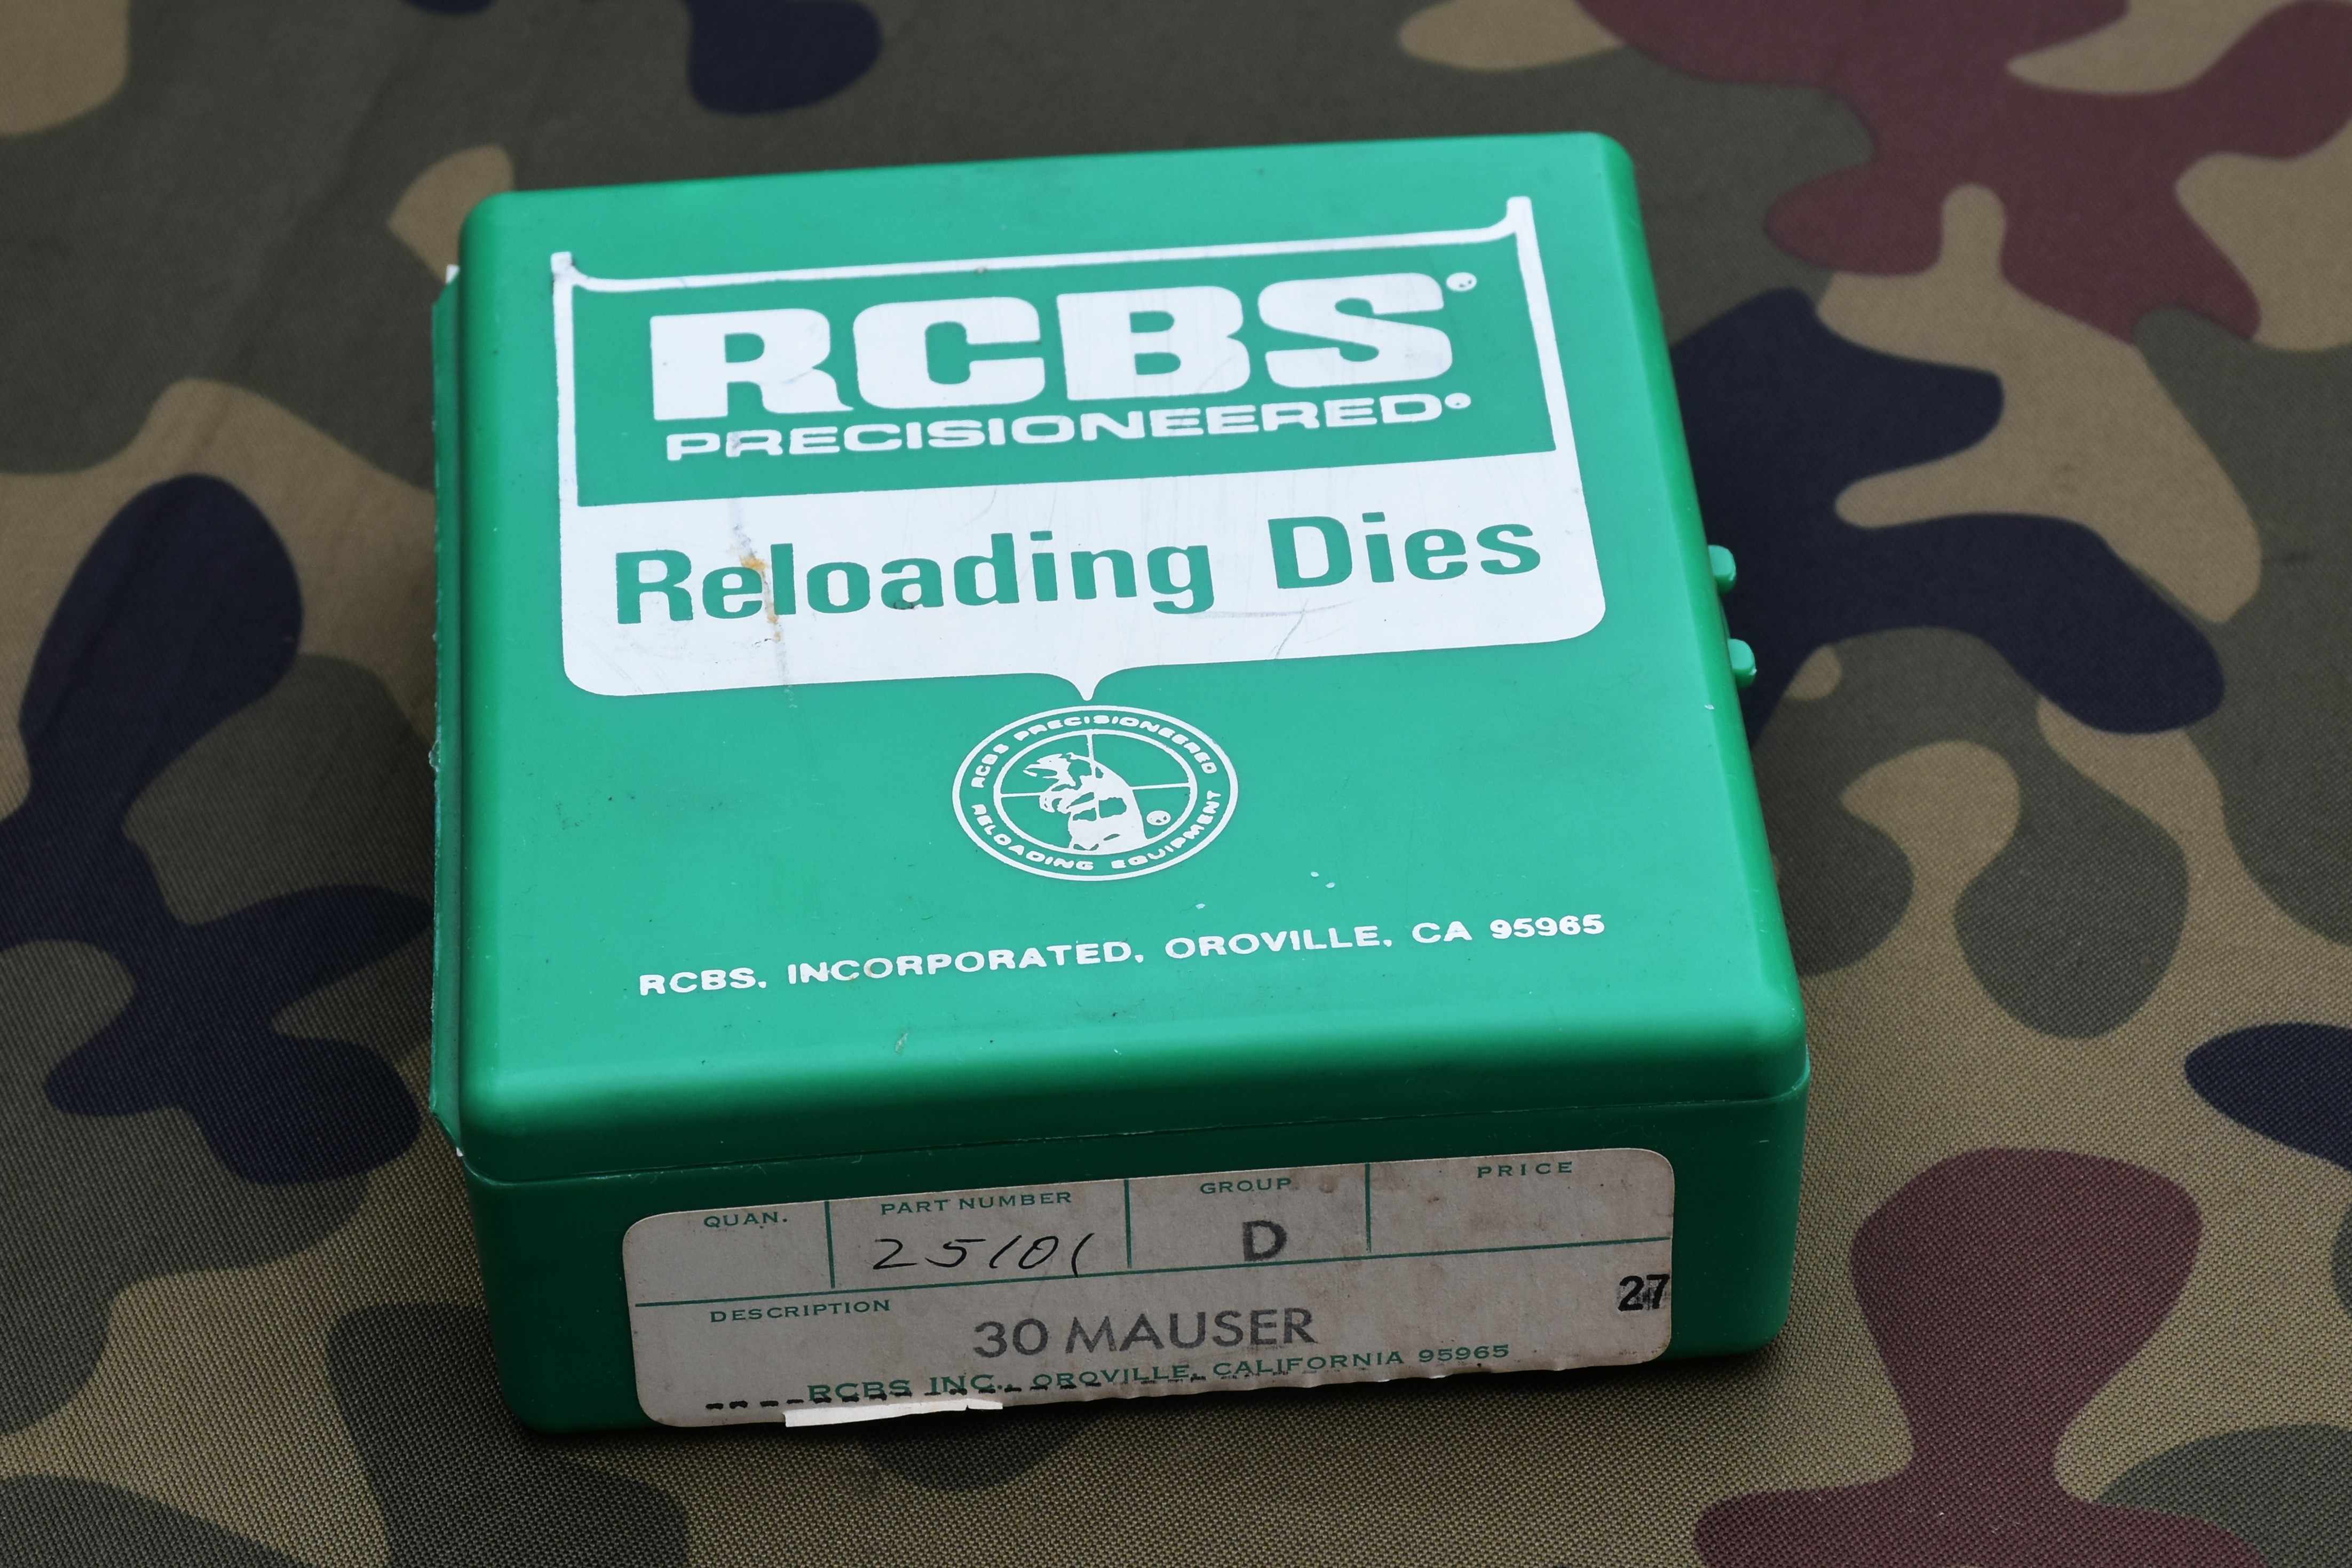 RCBS®
PRECISIONEERED®
Reloading Dies
RCBS PRECISIONEERED
RELOADING EQUIPMENT
RCBS, INCORPORATED, OROVILLE, CA 95965
QUAN. PART NUMBER GROUP PRICE
25101 D
DESCRIPTION
30 MAUSER
27
RCBS INC., OROVILLE, CALIFORNIA 95965